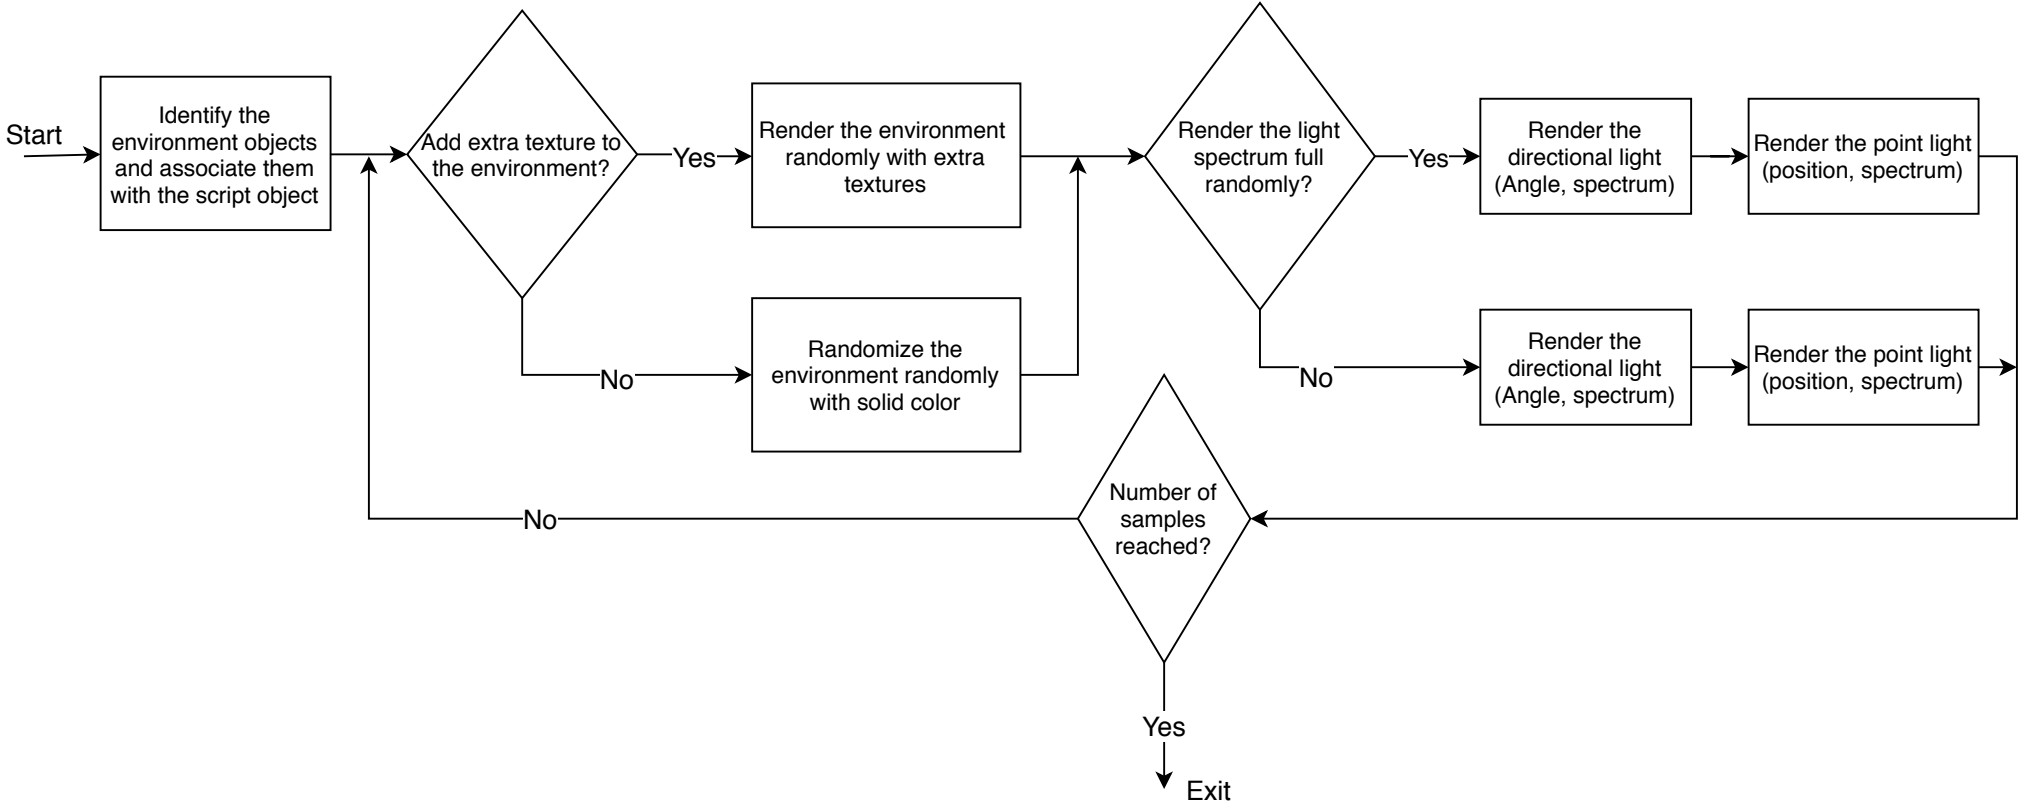 Start
Identify the
environment objects
and associate them
with the script object
Add extra texture to
the environment?
Yes
Render the environment
randomly with extra
textures
Render the light
spectrum full
randomly?
Yes
Render the
directional light
(Angle, spectrum)
Render the point light
(position, spectrum)
No
Randomize the
environment randomly
with solid color
No
Render the
directional light
(Angle, spectrum)
Render the point light
(position, spectrum)
Number of
samples
reached?
No
Yes
Exit